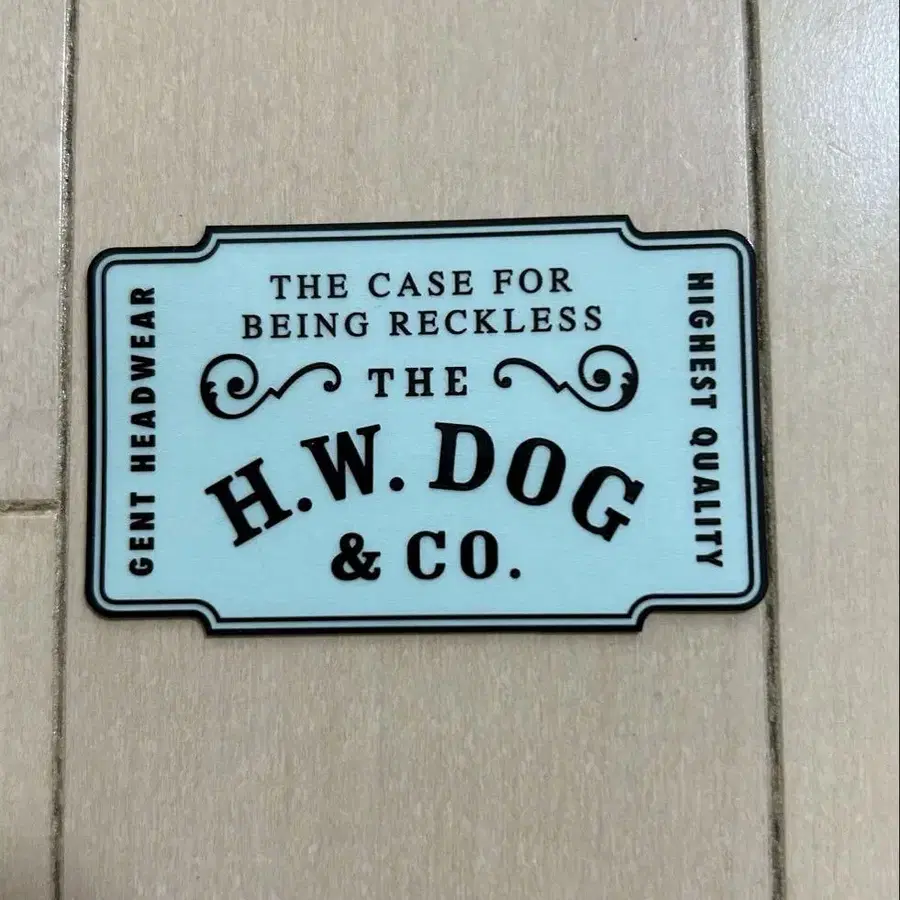 THE CASE FOR
BEING RECKLESS
THE
H.W. DOG
& CO.
GENT HEADWEAR
HIGHEST QUALITY